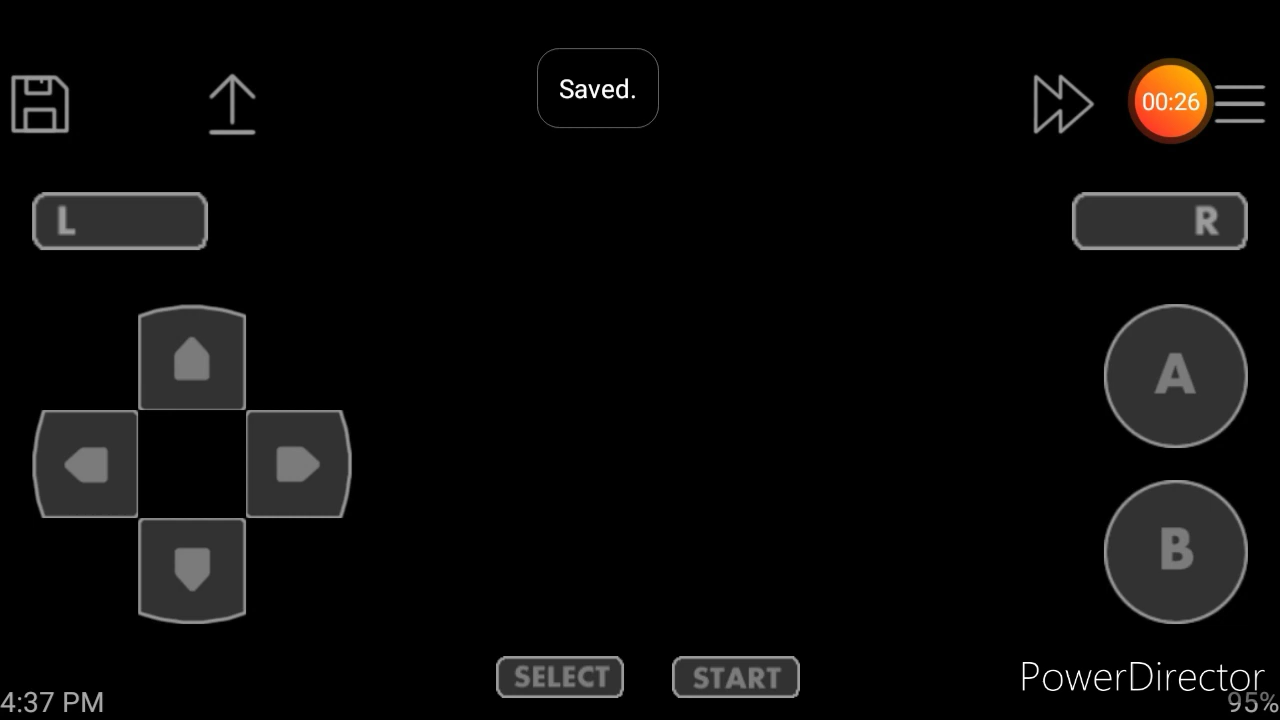 Saved.
00:26
L
R
A
B
SELECT
START
PowerDirector
4:37 PM
95%